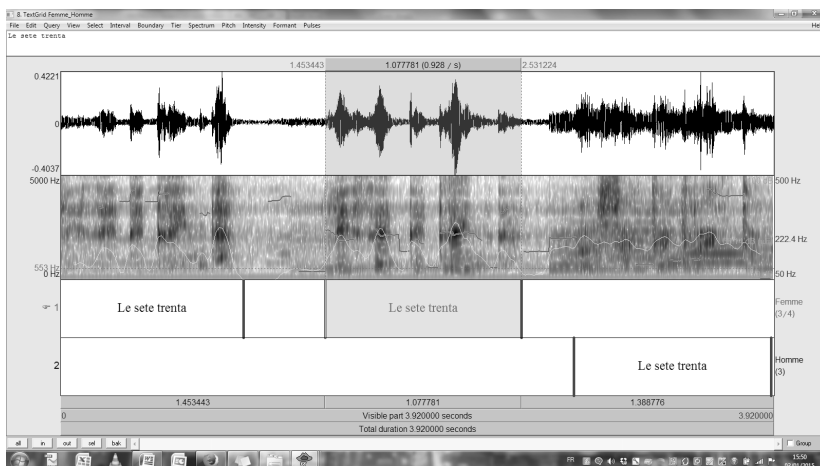 8. TextGrid Femme_Homme
File Edit Query View Select Interval Boundary Tier Spectrum Pitch Intensity Formant Pulses Hel
Le sete trenta
1.453443 1.077781 (0.928 / s) 2.531224
0.4221
0
-0.4037
5000 Hz 500 Hz
222.4 Hz
553 Hz
0 Hz 50 Hz
1 Le sete trenta Le sete trenta Femme
(3/4)
2 Le sete trenta Homme
(3)
1.453443 1.077781 1.388776
0 Visible part 3.920000 seconds 3.920000
Total duration 3.920000 seconds
all in out sel bak Group
FR 15:50